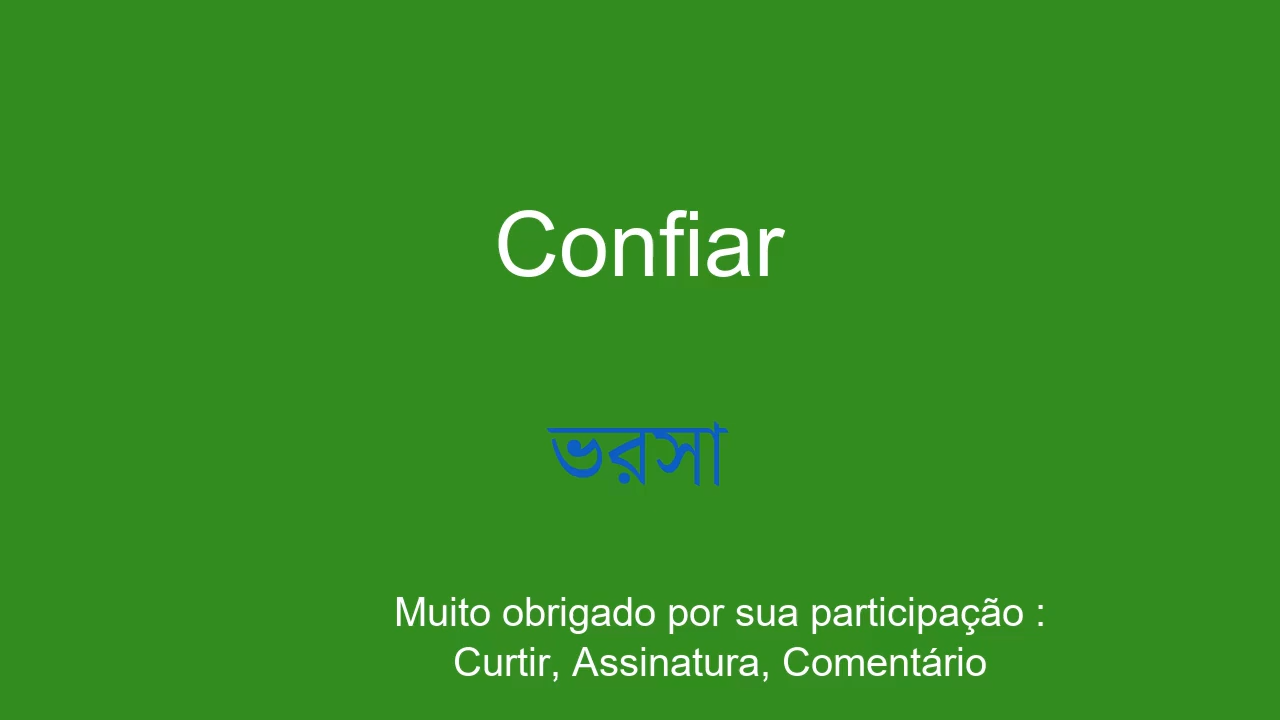 Confiar
ভরসা
Muito obrigado por sua participação :
Curtir, Assinatura, Comentário